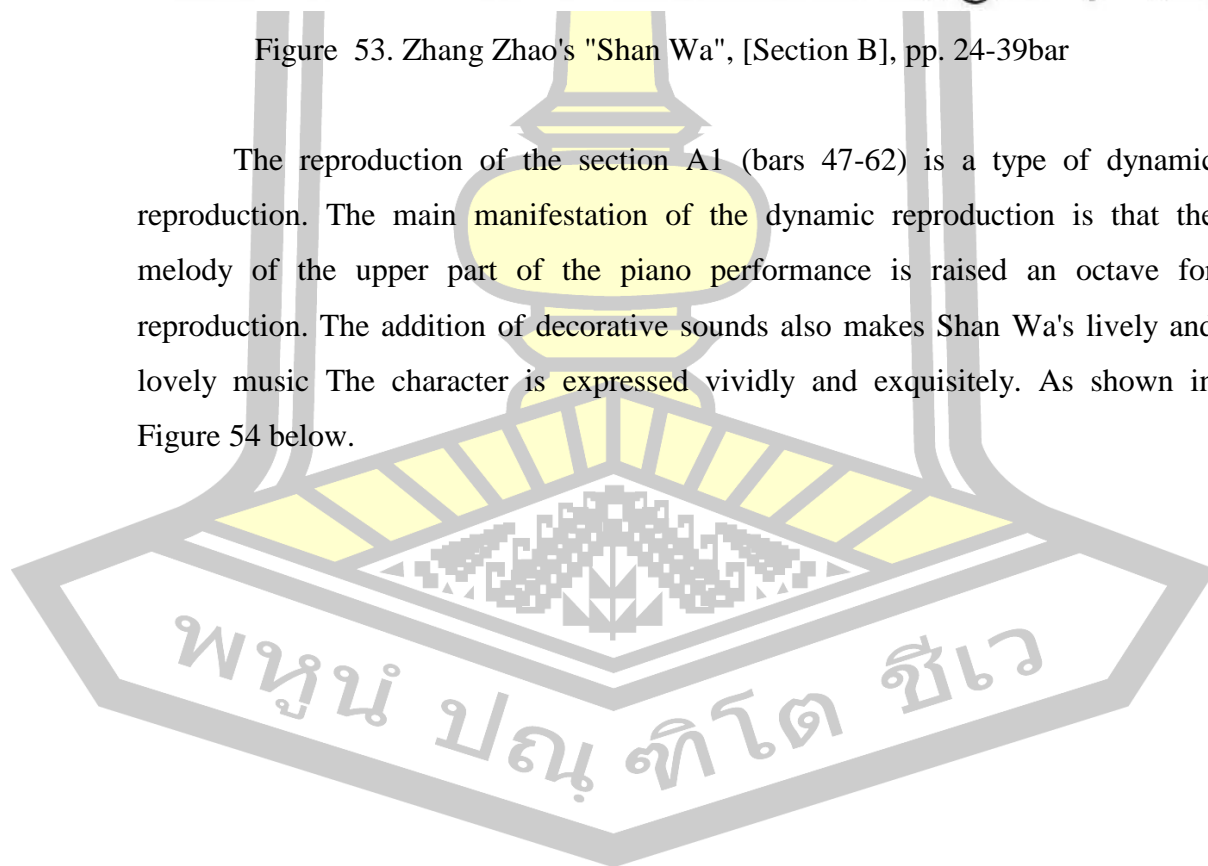 Figure 53. Zhang Zhao's "Shan Wa", [Section B], pp. 24-39bar
The reproduction of the section A1 (bars 47-62) is a type of dynamic
reproduction. The main manifestation of the dynamic reproduction is that the
melody of the upper part of the piano performance is raised an octave for
reproduction. The addition of decorative sounds also makes Shan Wa's lively and
lovely music The character is expressed vividly and exquisitely. As shown in
Figure 54 below.
พหูนํ ปณฺฑิโต ชีเว